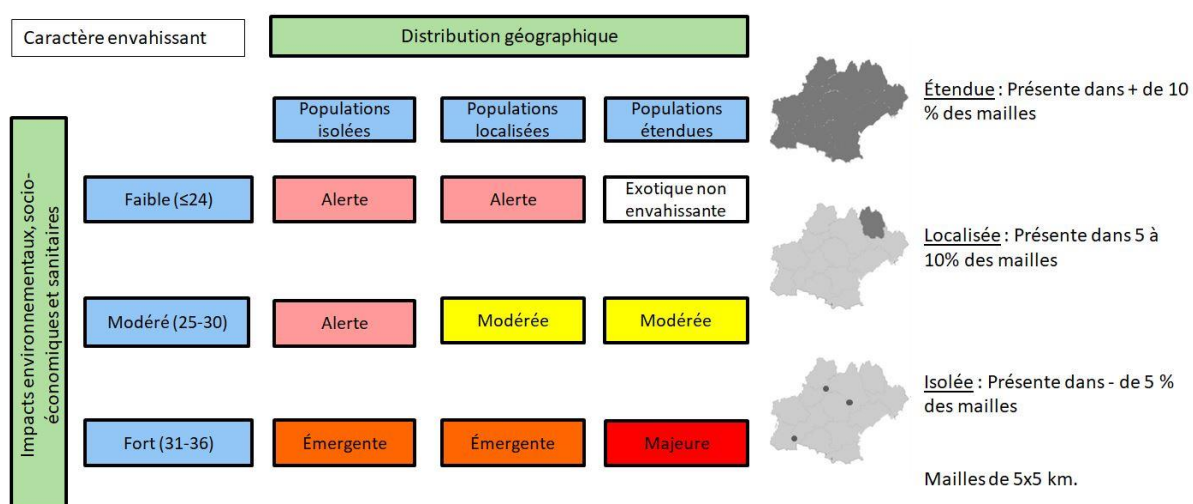 Caractère envahissant
Distribution géographique
Populations
isolées
Populations
localisées
Populations
étendues
Impacts environnementaux, socio-
économiques et sanitaires
Faible (≤24)
Alerte
Alerte
Exotique non
envahissante
Modéré (25-30)
Alerte
Modérée
Modérée
Fort (31-36)
Émergente
Émergente
Majeure
Étendue : Présente dans + de 10
% des mailles
Localisée : Présente dans 5 à
10% des mailles
Isolée : Présente dans - de 5 %
des mailles
Mailles de 5x5 km.